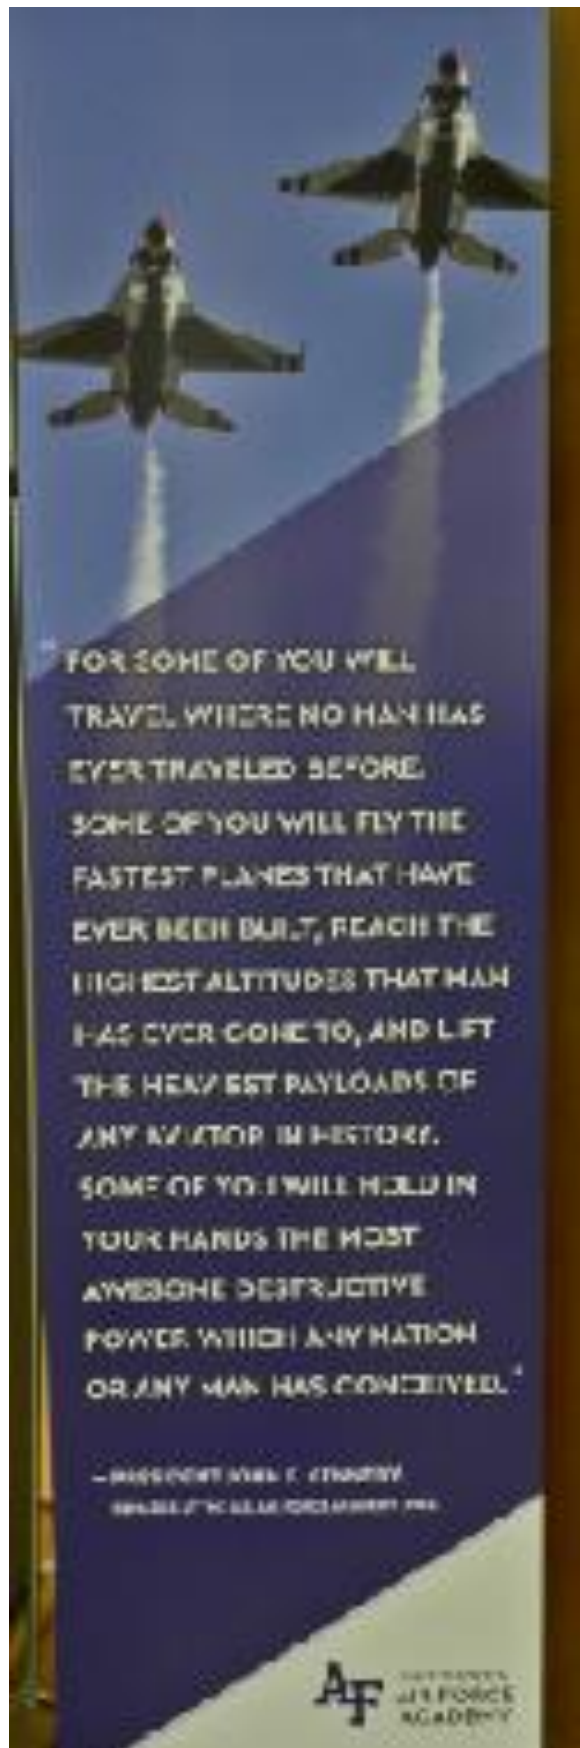 "FOR SOME OF YOU WILL
TRAVEL WHERE NO MAN HAS
EVER TRAVELED BEFORE.
SOME OF YOU WILL FLY THE
FASTEST PLANES THAT HAVE
EVER BEEN BUILT, REACH THE
HIGHEST ALTITUDES THAT MAN
HAS EVER GONE TO, AND LIFT
THE HEAVIEST PAYLOADS OF
ANY AVIATOR IN HISTORY.
SOME OF YOU WILL HOLD IN
YOUR HANDS THE MOST
AWESOME DESTRUCTIVE
POWER WHICH ANY NATION
OR ANY MAN HAS CONCEIVED."
– PRESIDENT JOHN F. KENNEDY
AF
AIR FORCE
ACADEMY